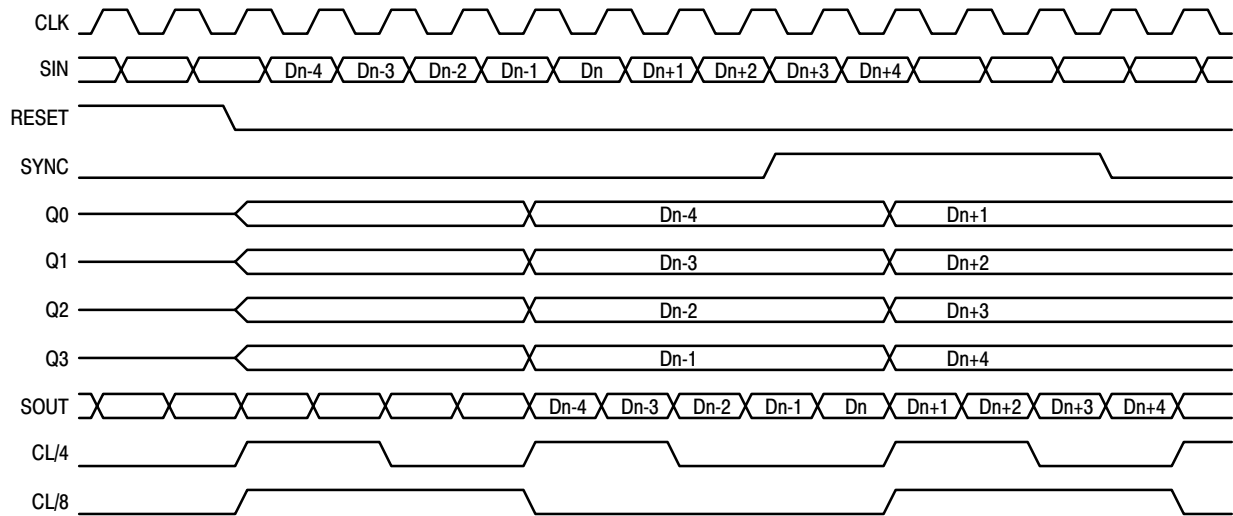 CLK
SIN Dn-4 Dn-3 Dn-2 Dn-1 Dn Dn+1 Dn+2 Dn+3 Dn+4
RESET
SYNC
Q0 Dn-4 Dn+1
Q1 Dn-3 Dn+2
Q2 Dn-2 Dn+3
Q3 Dn-1 Dn+4
SOUT Dn-4 Dn-3 Dn-2 Dn-1 Dn Dn+1 Dn+2 Dn+3 Dn+4
CL/4
CL/8